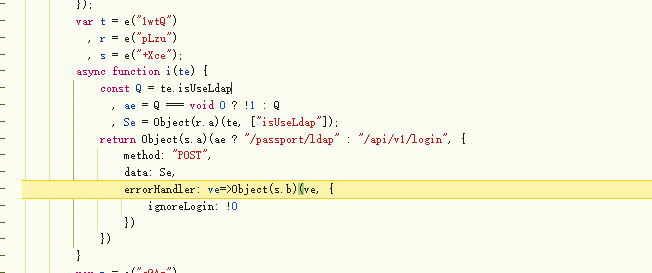 });
var t = e("1wtQ")
, r = e("pLzu")
, s = e("+Xce");
async function i(te) {
const Q = te.isUseLdap
, ae = Q === void 0 ? !1 : Q
, Se = Object(r.a)(te, ["isUseLdap"]);
return Object(s.a)(ae ? "/passport/ldap" : "/api/v1/login", {
method: "POST",
data: Se,
errorHandler: ve=>Object(s.b)(ve, {
ignoreLogin: !0
})
})
}